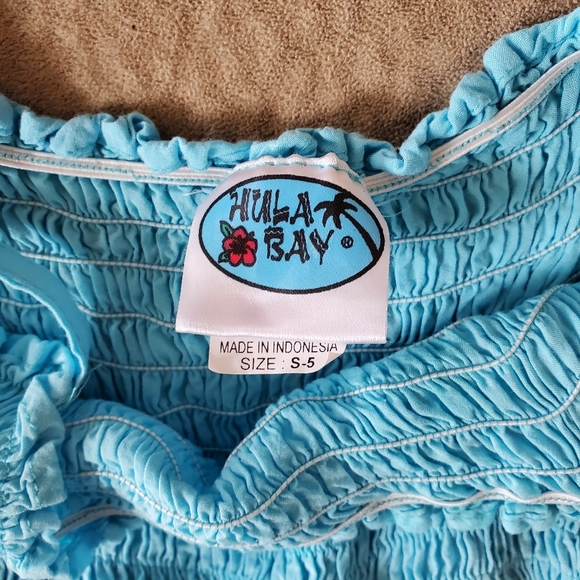 HULA
BAY ®
MADE IN INDONESIA
SIZE : S-5